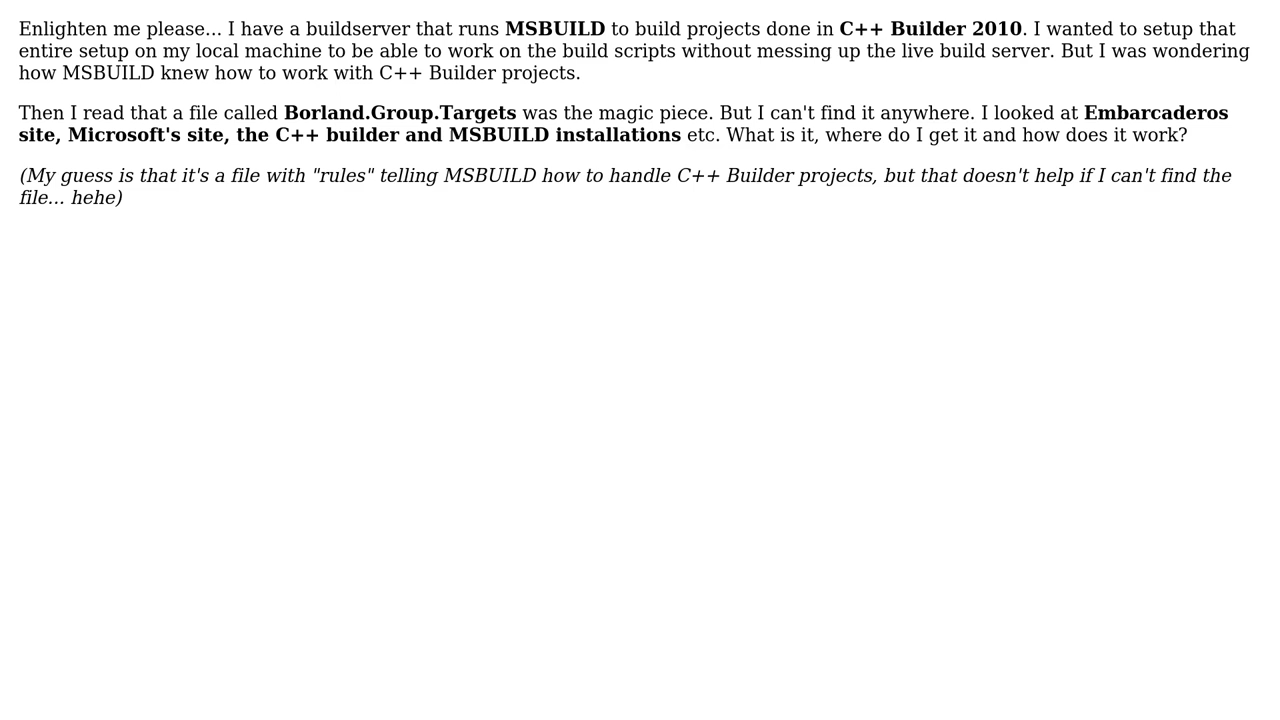 Enlighten me please... I have a buildserver that runs MSBUILD to build projects done in C++ Builder 2010. I wanted to setup that
entire setup on my local machine to be able to work on the build scripts without messing up the live build server. But I was wondering
how MSBUILD knew how to work with C++ Builder projects.
Then I read that a file called Borland.Group.Targets was the magic piece. But I can't find it anywhere. I looked at Embarcaderos
site, Microsoft's site, the C++ builder and MSBUILD installations etc. What is it, where do I get it and how does it work?
(My guess is that it's a file with "rules" telling MSBUILD how to handle C++ Builder projects, but that doesn't help if I can't find the
file... hehe)